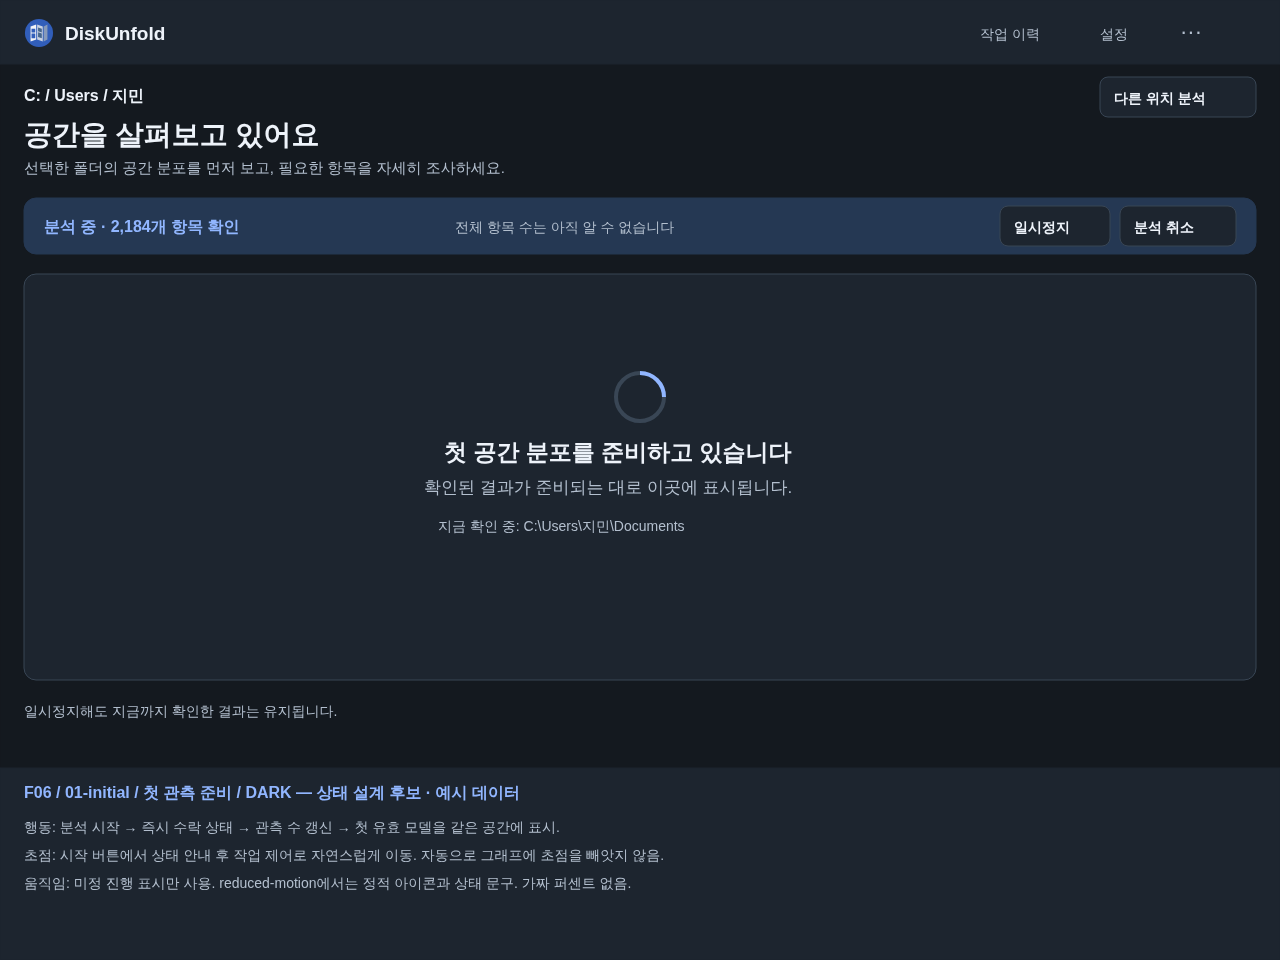 DiskUnfold
작업 이력
설정
···
C: / Users / 지민
다른 위치 분석
공간을 살펴보고 있어요
선택한 폴더의 공간 분포를 먼저 보고, 필요한 항목을 자세히 조사하세요.
분석 중 · 2,184개 항목 확인
전체 항목 수는 아직 알 수 없습니다
일시정지
분석 취소
첫 공간 분포를 준비하고 있습니다
확인된 결과가 준비되는 대로 이곳에 표시됩니다.
지금 확인 중: C:\Users\지민\Documents
일시정지해도 지금까지 확인한 결과는 유지됩니다.
F06 / 01-initial / 첫 관측 준비 / DARK — 상태 설계 후보 · 예시 데이터
행동: 분석 시작 → 즉시 수락 상태 → 관측 수 갱신 → 첫 유효 모델을 같은 공간에 표시.
초점: 시작 버튼에서 상태 안내 후 작업 제어로 자연스럽게 이동. 자동으로 그래프에 초점을 빼앗지 않음.
움직임: 미정 진행 표시만 사용. reduced-motion에서는 정적 아이콘과 상태 문구. 가짜 퍼센트 없음.